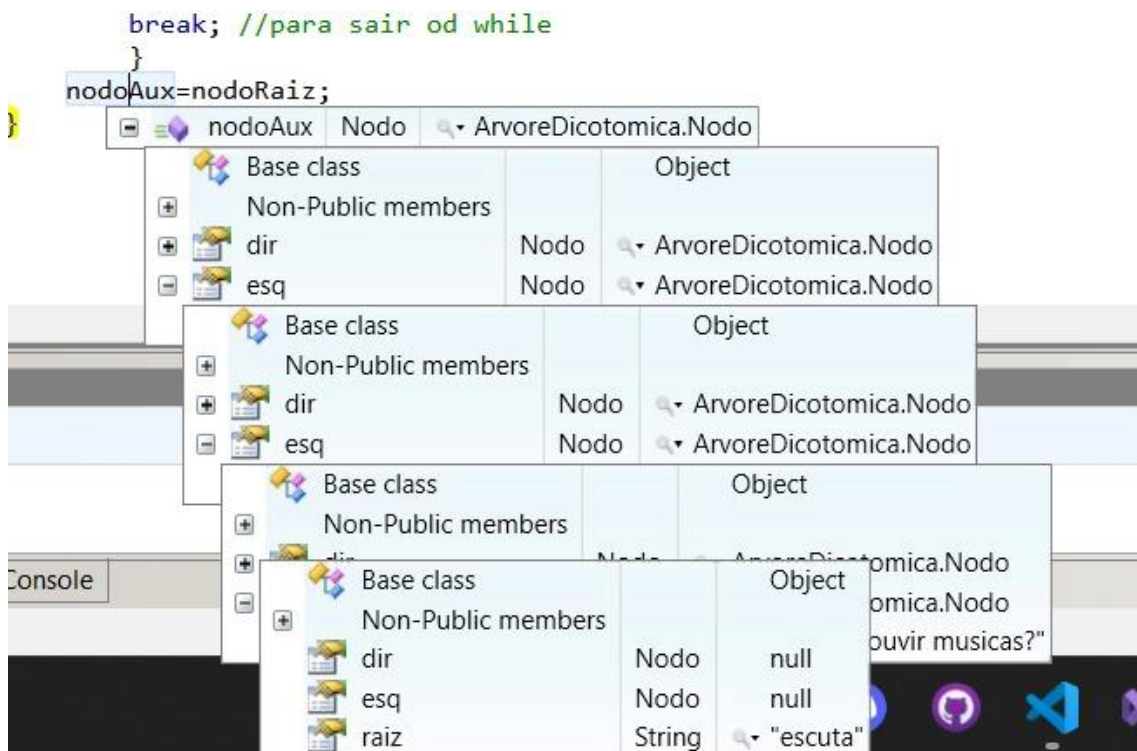 break; //para sair od while
}
nodoAux=nodoRaiz;
}
nodoAux Nodo ArvoreDicotomica.Nodo
Base class Object
Non-Public members
dir Nodo ArvoreDicotomica.Nodo
esq Nodo ArvoreDicotomica.Nodo
Base class Object
Non-Public members
dir Nodo ArvoreDicotomica.Nodo
esq Nodo ArvoreDicotomica.Nodo
Base class Object
Non-Public members
omica.Nodo
Console
Base class Object
omica.Nodo
Non-Public members
ouvir musicas?"
dir Nodo null
esq Nodo null
raiz String "escuta"